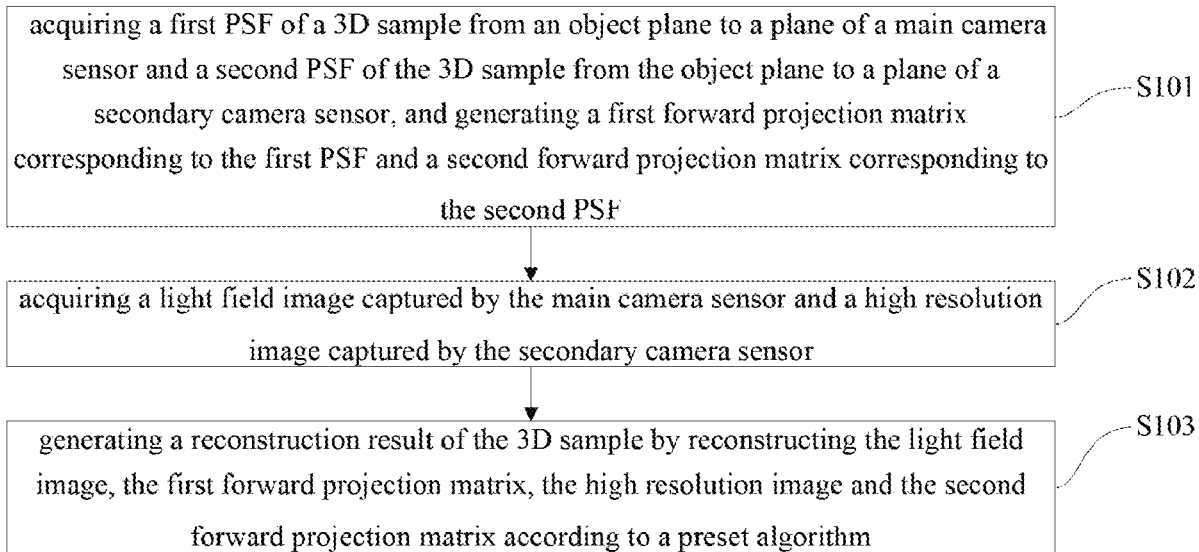 acquiring a first PSF of a 3D sample from an object plane to a plane of a main camera
sensor and a second PSF of the 3D sample from the object plane to a plane of a
secondary camera sensor, and generating a first forward projection matrix
corresponding to the first PSF and a second forward projection matrix corresponding to
the second PSF
S101
acquiring a light field image captured by the main camera sensor and a high resolution
image captured by the secondary camera sensor
S102
generating a reconstruction result of the 3D sample by reconstructing the light field
image, the first forward projection matrix, the high resolution image and the second
forward projection matrix according to a preset algorithm
S103